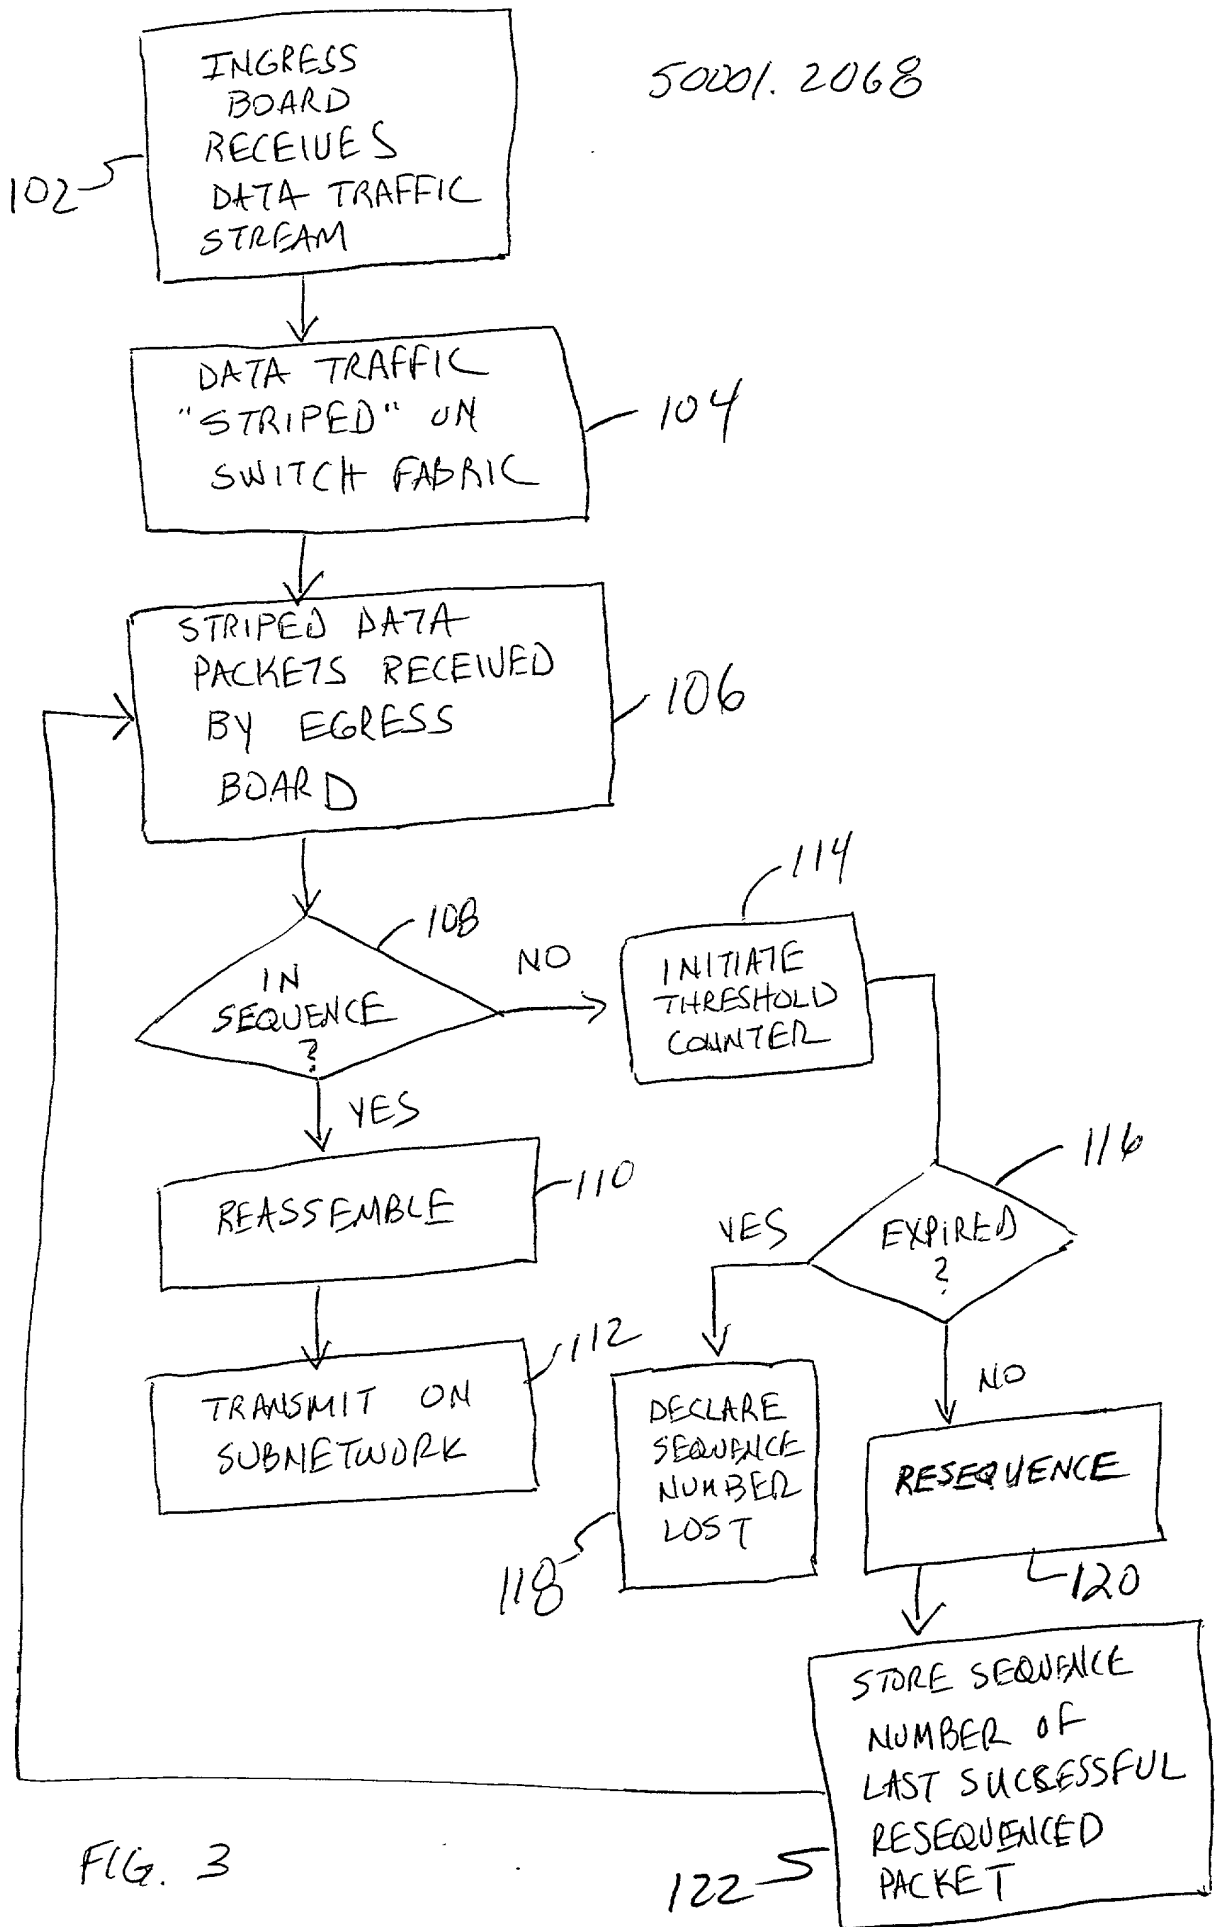 50001.2068
INGRESS
BOARD
RECEIVES
DATA TRAFFIC
STREAM
102
DATA TRAFFIC
"STRIPED" ON
SWITCH FABRIC
104
STRIPED DATA
PACKETS RECEIVED
BY EGRESS
BOARD
106
IN
SEQUENCE
?
108
NO
YES
INITIATE
THRESHOLD
COUNTER
114
REASSEMBLE
110
TRANSMIT ON
SUBNETWORK
112
EXPIRED
?
116
YES
NO
DECLARE
SEQUENCE
NUMBER
LOST
118
RESEQUENCE
120
STORE SEQUENCE
NUMBER OF
LAST SUCCESSFUL
RESEQUENCED
PACKET
122
FIG. 3